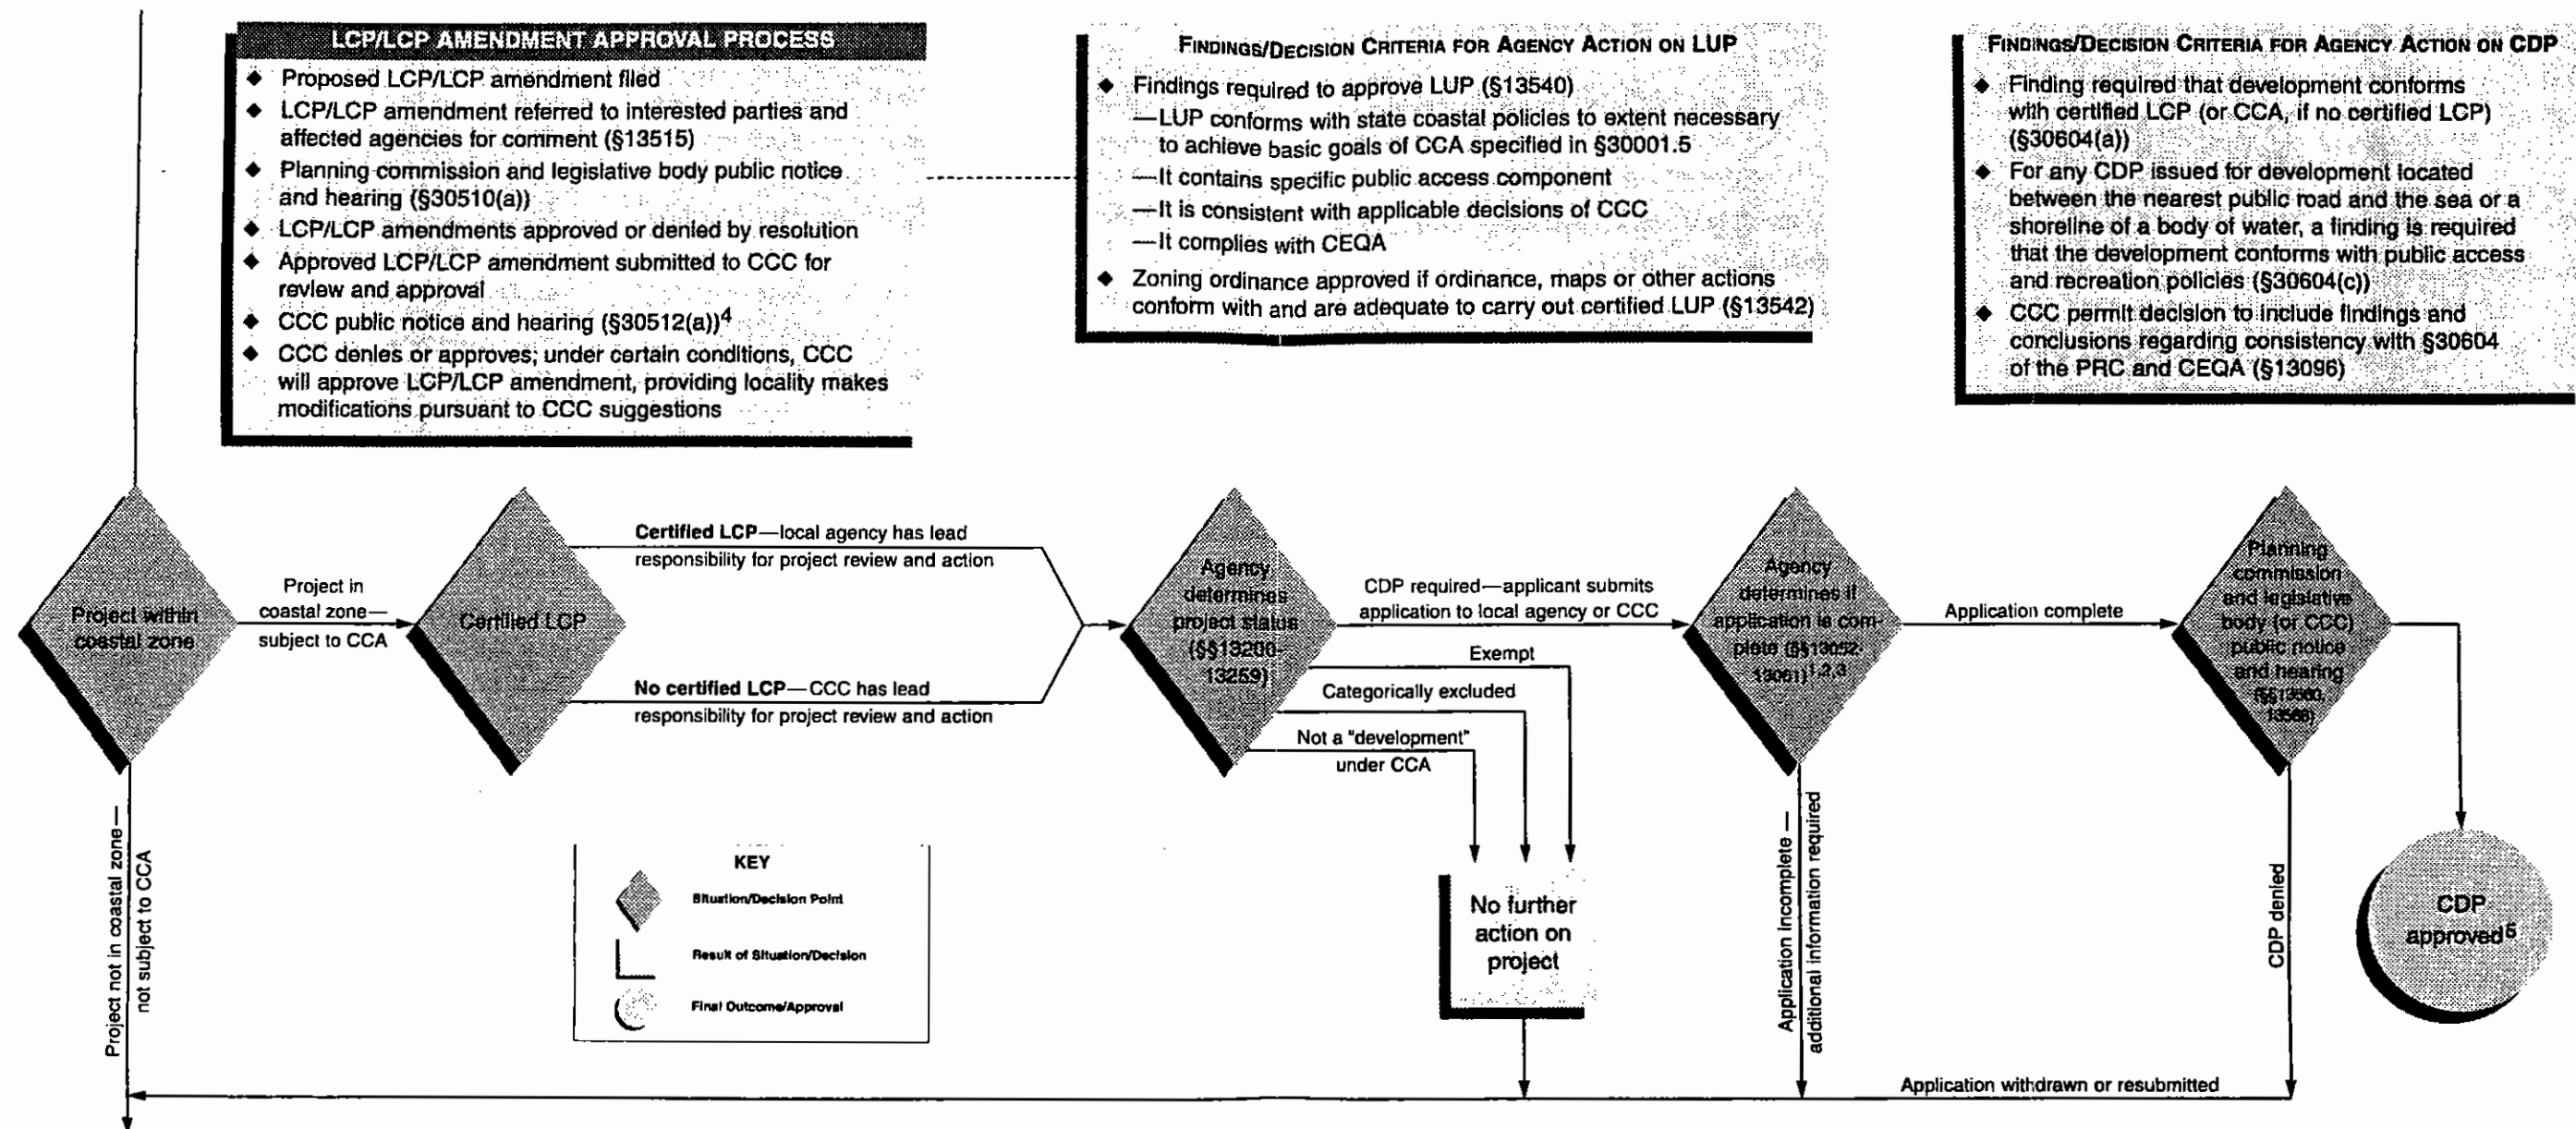 LCP/LCP AMENDMENT APPROVAL PROCESS
◆ Proposed LCP/LCP amendment filed
◆ LCP/LCP amendment referred to interested parties and
affected agencies for comment (§13515)
◆ Planning commission and legislative body public notice
and hearing (§30510(a))
◆ LCP/LCP amendments approved or denied by resolution
◆ Approved LCP/LCP amendment submitted to CCC for
review and approval
◆ CCC public notice and hearing (§30512(a))4
◆ CCC denies or approves; under certain conditions, CCC
will approve LCP/LCP amendment, providing locality makes
modifications pursuant to CCC suggestions
FINDINGS/DECISION CRITERIA FOR AGENCY ACTION ON LUP
◆ Findings required to approve LUP (§13540)
—LUP conforms with state coastal policies to extent necessary
to achieve basic goals of CCA specified in §30001.5
—It contains specific public access component
—It is consistent with applicable decisions of CCC
—It complies with CEQA
◆ Zoning ordinance approved if ordinance, maps or other actions
conform with and are adequate to carry out certified LUP (§13542)
FINDINGS/DECISION CRITERIA FOR AGENCY ACTION ON CDP
◆ Finding required that development conforms
with certified LCP (or CCA, if no certified LCP)
(§30604(a))
◆ For any CDP issued for development located
between the nearest public road and the sea or a
shoreline of a body of water, a finding is required
that the development conforms with public access
and recreation policies (§30604(c))
◆ CCC permit decision to include findings and
conclusions regarding consistency with §30604
of the PRC and CEQA (§13096)
Project within
coastal zone
Project in
coastal zone—
subject to CCA
Certified LCP
Certified LCP—local agency has lead
responsibility for project review and action
No certified LCP—CCC has lead
responsibility for project review and action
Agency
determines
project status
(§§13200-
13259)
CDP required—applicant submits
application to local agency or CCC
Exempt
Categorically excluded
Not a "development"
under CCA
Agency
determines if
application is com-
plete (§§13052-
13061)1,2,3
Application complete
Planning
commission
and legislative
body (or CCC)
public notice
and hearing
Project not in coastal zone—
not subject to CCA
KEY
Situation/Decision Point
Result of Situation/Decision
Final Outcome/Approval
No further
action on
project
Application incomplete —
additional information required
CDP denied
CDP
approved5
Application withdrawn or resubmitted